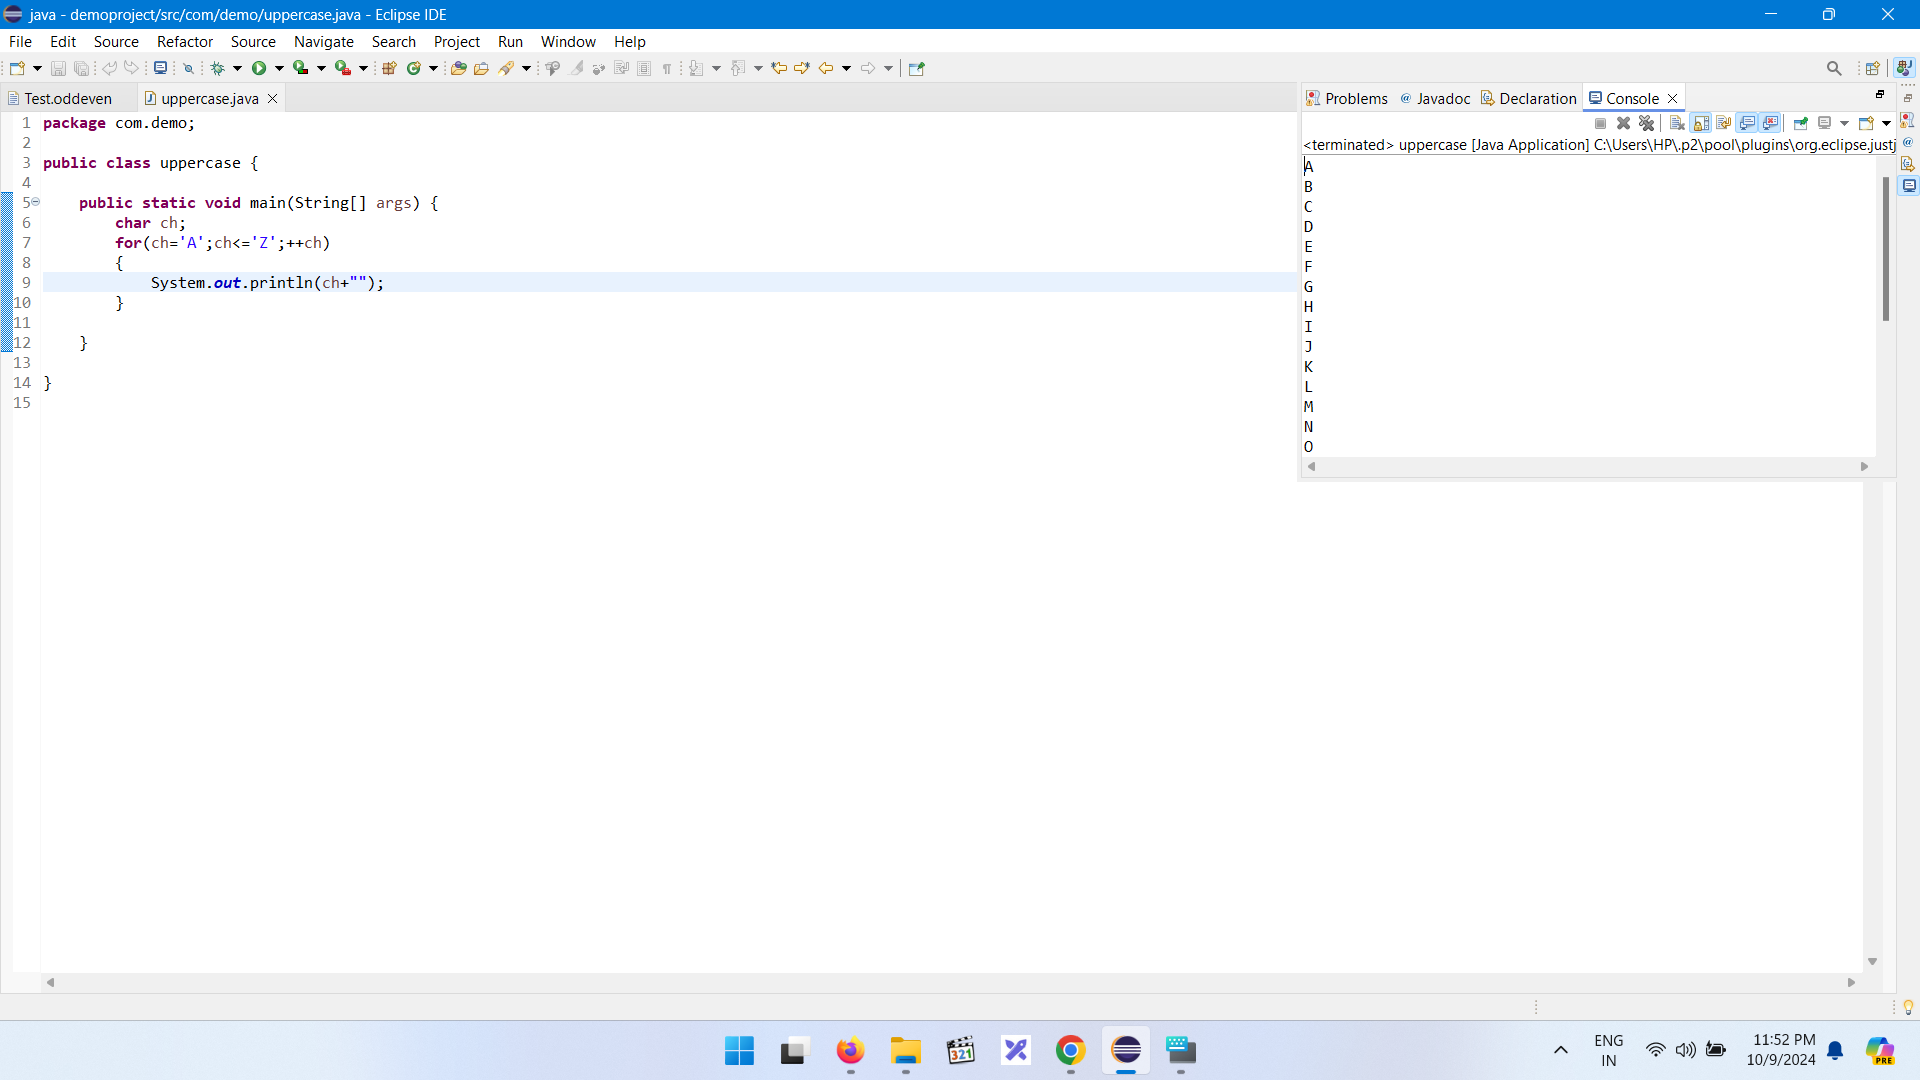 java - demoproject/src/com/demo/uppercase.java - Eclipse IDE
File Edit Source Refactor Source Navigate Search Project Run Window Help
Test.oddeven uppercase.java
Problems Javadoc Declaration Console
<terminated> uppercase [Java Application] C:\Users\HP\.p2\pool\plugins\org.eclipse.justj
1 package com.demo;
2
3 public class uppercase {
4
5 public static void main(String[] args) {
6 char ch;
7 for(ch='A';ch<='Z';++ch)
8 {
9 System.out.println(ch+"");
10 }
11
12 }
13
14 }
15
A
B
C
D
E
F
G
H
I
J
K
L
M
N
O
321
ENG
IN
11:52 PM
10/9/2024
PRE